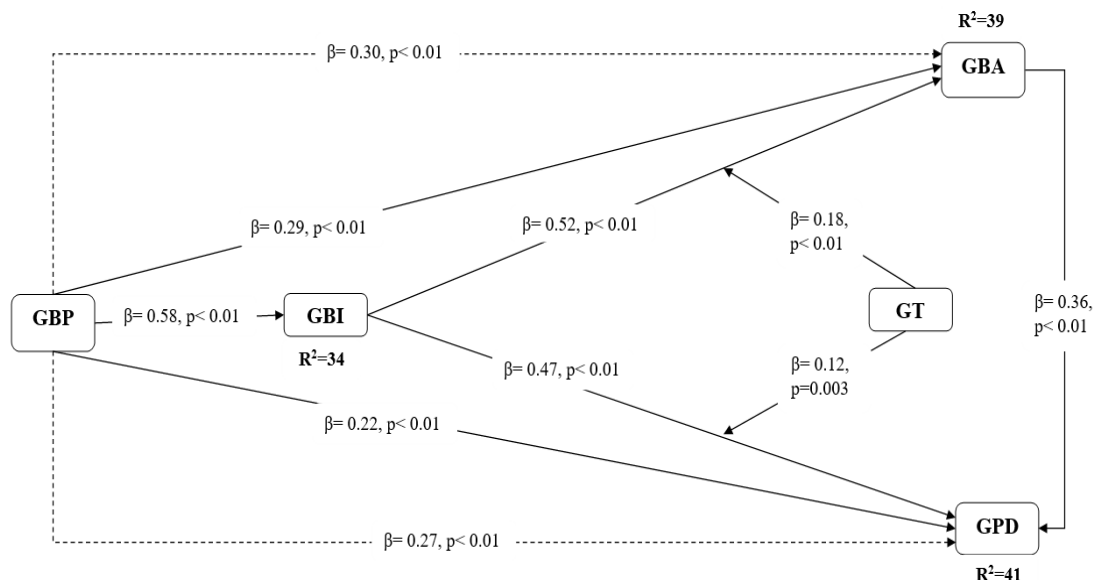 R²=39
β= 0.30, p< 0.01
GBA
β= 0.29, p< 0.01
β= 0.52, p< 0.01
β= 0.18,
p< 0.01
GBP
β= 0.58, p< 0.01
GBI
R²=34
GT
β= 0.36,
p< 0.01
β= 0.47, p< 0.01
β= 0.12,
p=0.003
β= 0.22, p< 0.01
GPD
β= 0.27, p< 0.01
R²=41